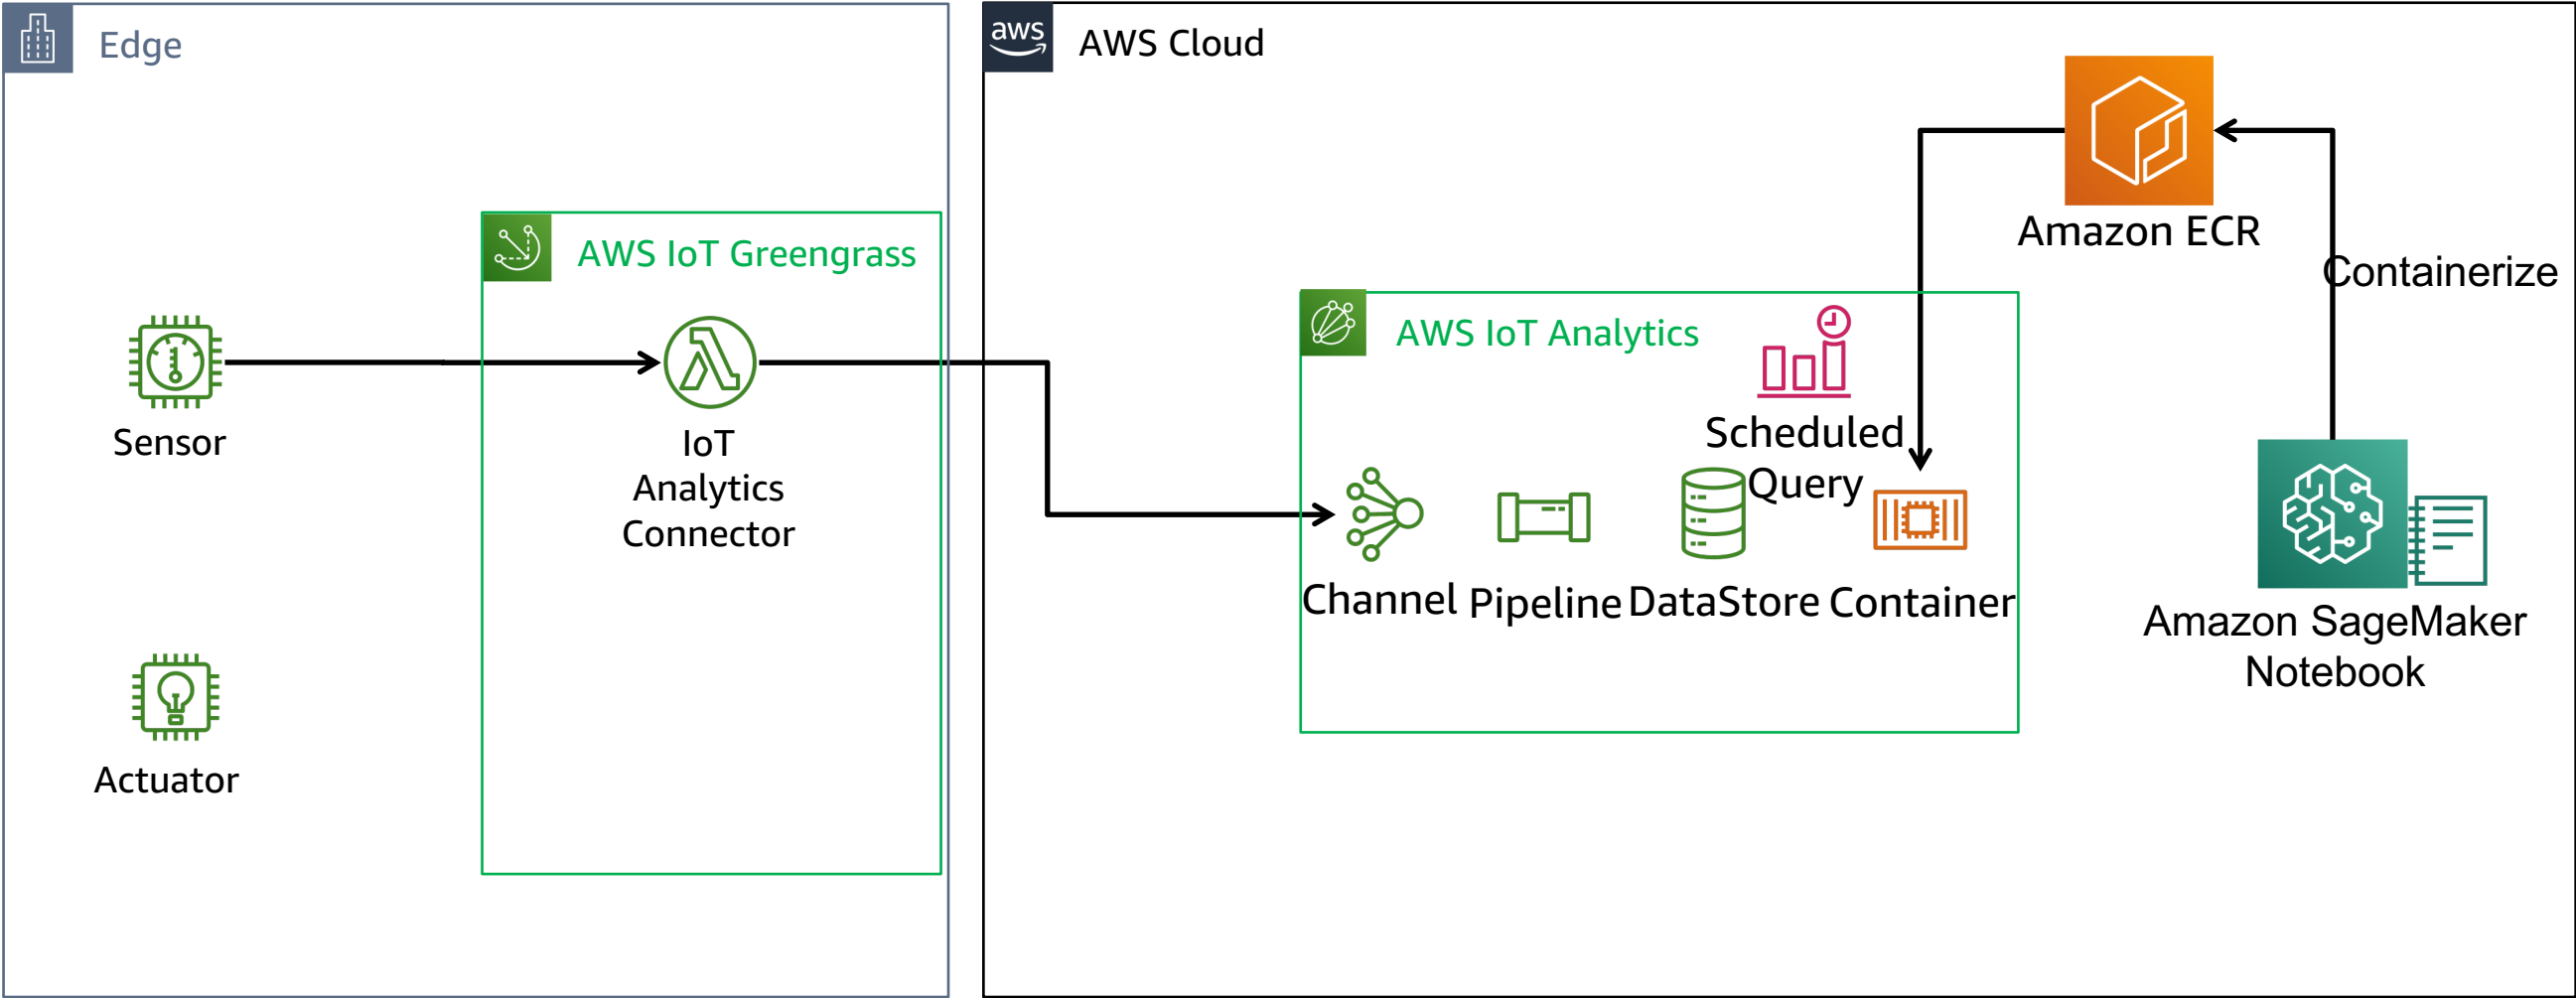 Edge
aws
AWS Cloud
Amazon ECR
AWS IoT Greengrass
Containerize
AWS IoT Analytics
Sensor
IoT
Analytics
Connector
Scheduled
Query
Channel
Pipeline
DataStore
Container
Amazon SageMaker
Notebook
Actuator